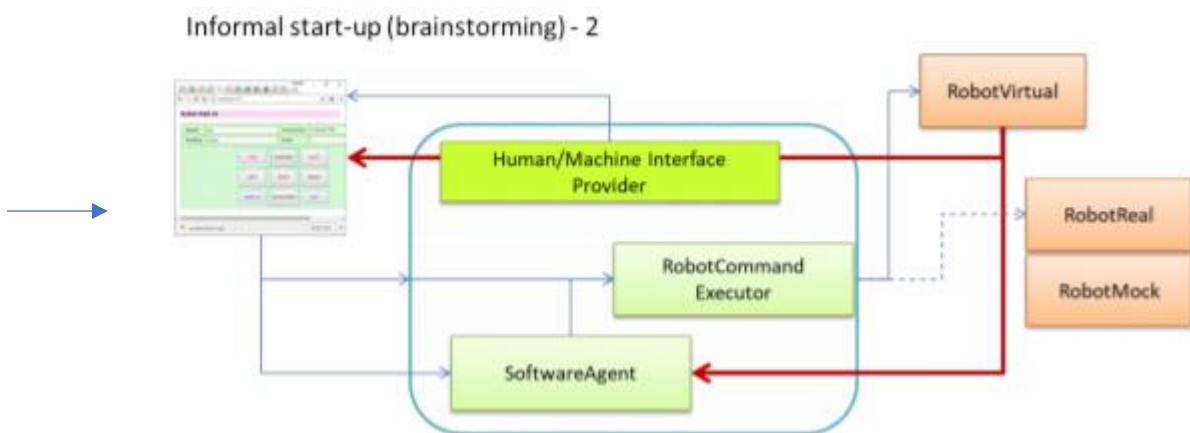 Informal start-up (brainstorming) - 2
RobotVirtual
Human/Machine Interface
Provider
RobotReal
RobotCommand
Executor
RobotMock
SoftwareAgent